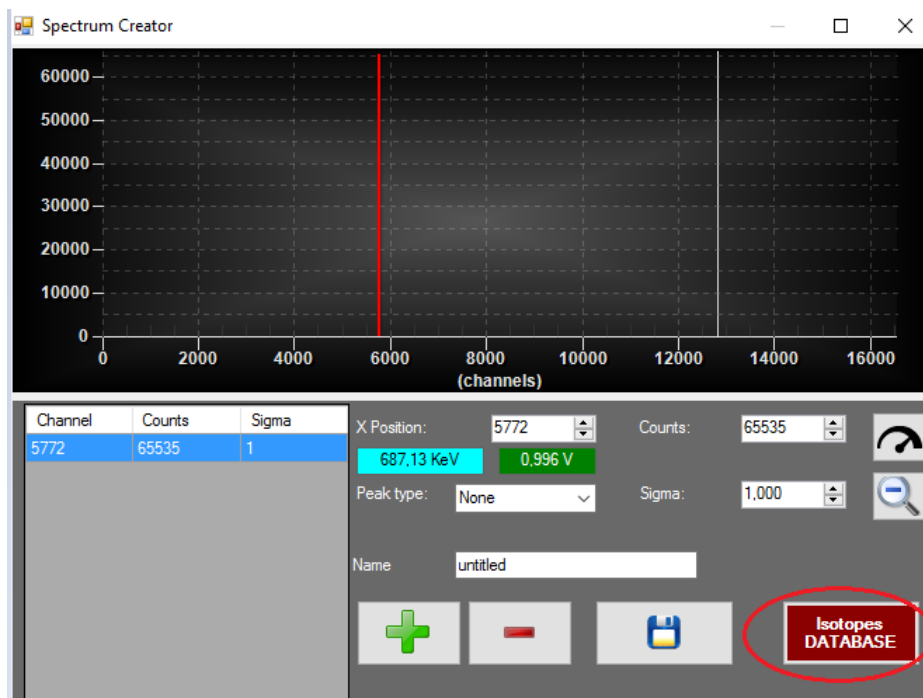 Spectrum Creator
60000
50000
40000
30000
20000
10000
0
0 2000 4000 6000 8000 10000 12000 14000 16000
(channels)
Channel Counts Sigma
5772 65535 1
X Position: 5772 Counts: 65535
687,13 KeV 0,996 V
Peak type: None Sigma: 1,000
Name untitled
Isotopes
DATABASE